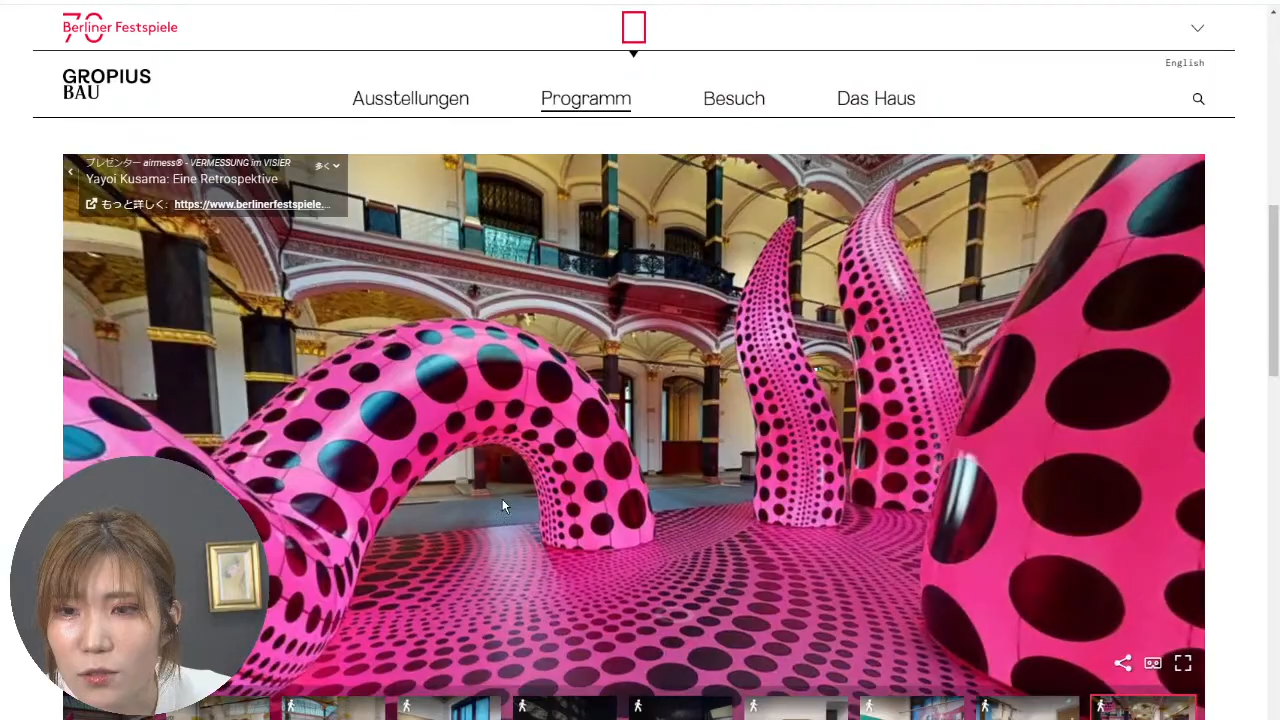 70
Berliner Festspiele
English
GROPIUS
BAU
Ausstellungen
Programm
Besuch
Das Haus
プレゼンター airmess® - VERMESSUNG im VISIER
多く
Yayoi Kusama: Eine Retrospektive
もっと詳しく: https://www.berlinerfestspiele....